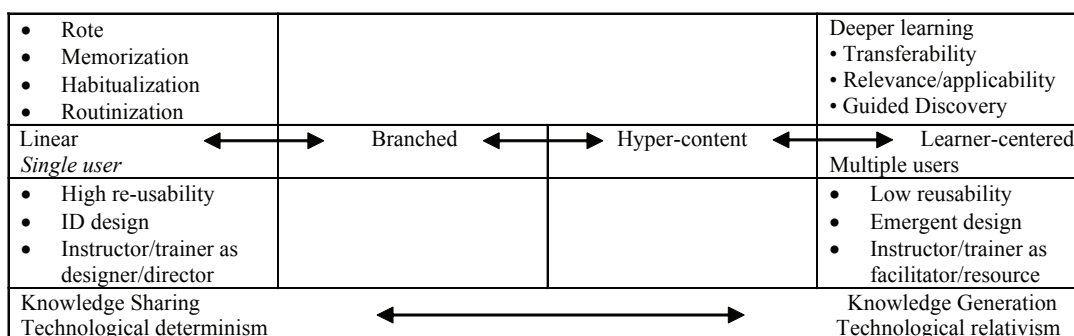 • Rote
• Memorization
• Habitualization
• Routinization
Deeper learning
• Transferability
• Relevance/applicability
• Guided Discovery
Linear Branched Hyper-content Learner-centered
Single user Multiple users
• High re-usability
• ID design
• Instructor/trainer as
designer/director
• Low reusability
• Emergent design
• Instructor/trainer as
facilitator/resource
Knowledge Sharing Knowledge Generation
Technological determinism Technological relativism